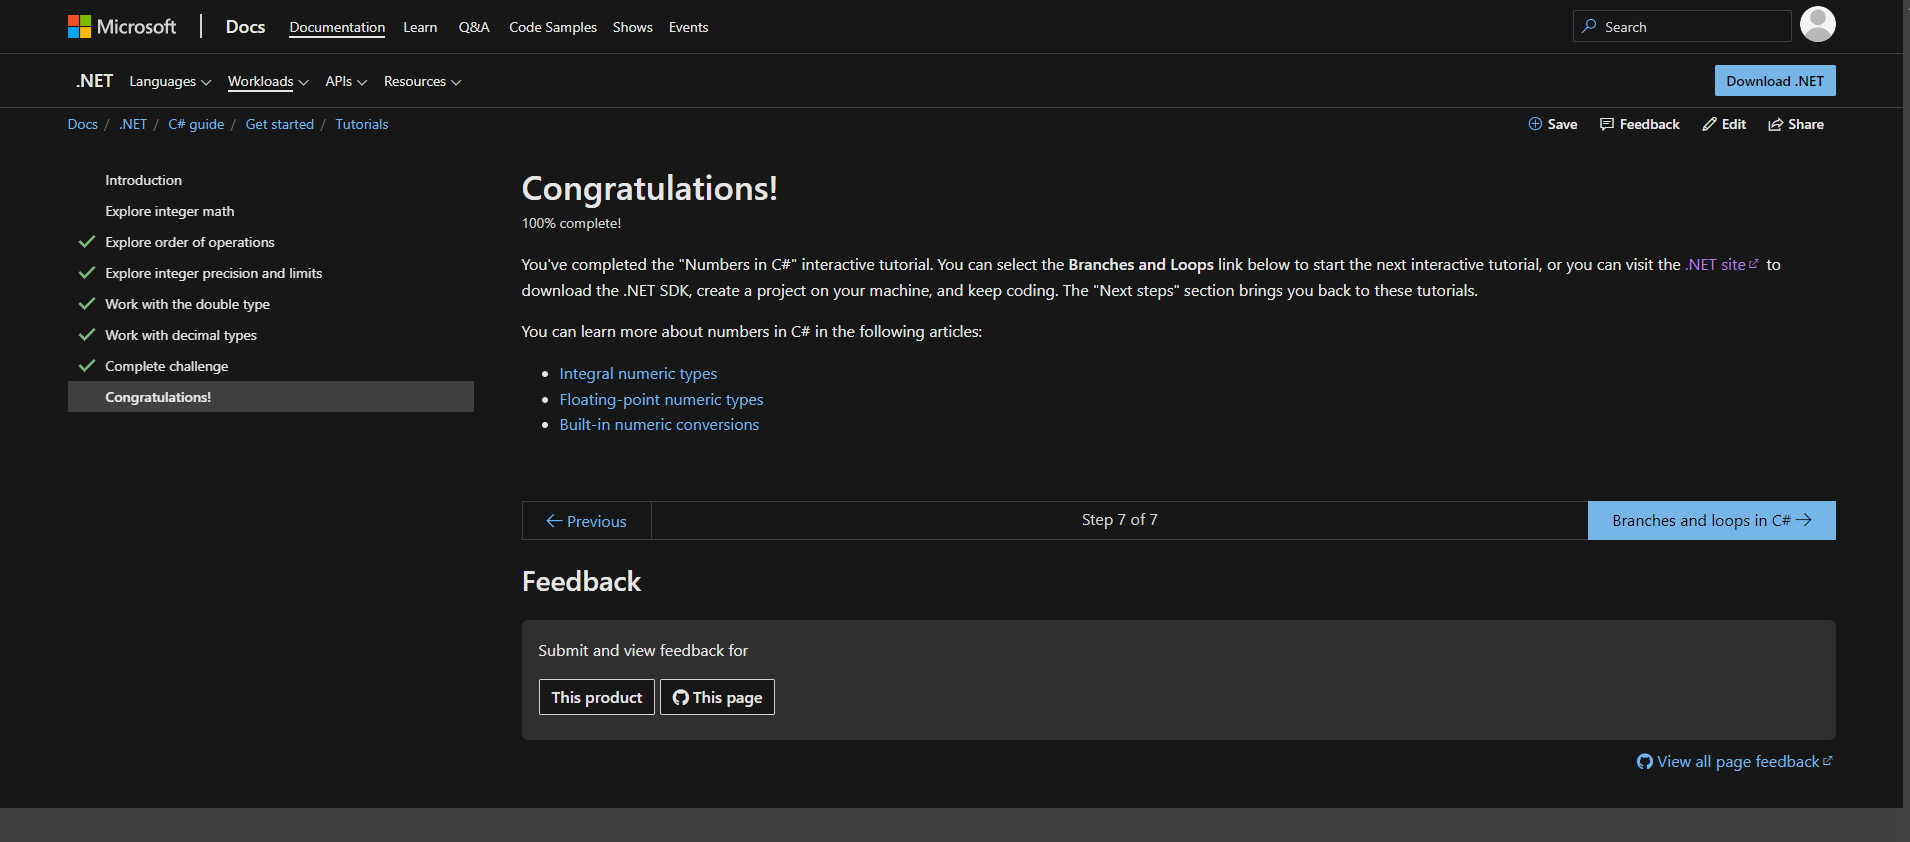 Microsoft Docs Documentation Learn Q&A Code Samples Shows Events Search
.NET Languages Workloads APIs Resources Download .NET
Docs / .NET / C# guide / Get started / Tutorials Save Feedback Edit Share
Introduction
Explore integer math
Explore order of operations
Explore integer precision and limits
Work with the double type
Work with decimal types
Complete challenge
Congratulations!
Congratulations!
100% complete!
You've completed the "Numbers in C#" interactive tutorial. You can select the Branches and Loops link below to start the next interactive tutorial, or you can visit the .NET site to
download the .NET SDK, create a project on your machine, and keep coding. The "Next steps" section brings you back to these tutorials.
You can learn more about numbers in C# in the following articles:
• Integral numeric types
• Floating-point numeric types
• Built-in numeric conversions
Previous Step 7 of 7 Branches and loops in C#
Feedback
Submit and view feedback for
This product This page
View all page feedback